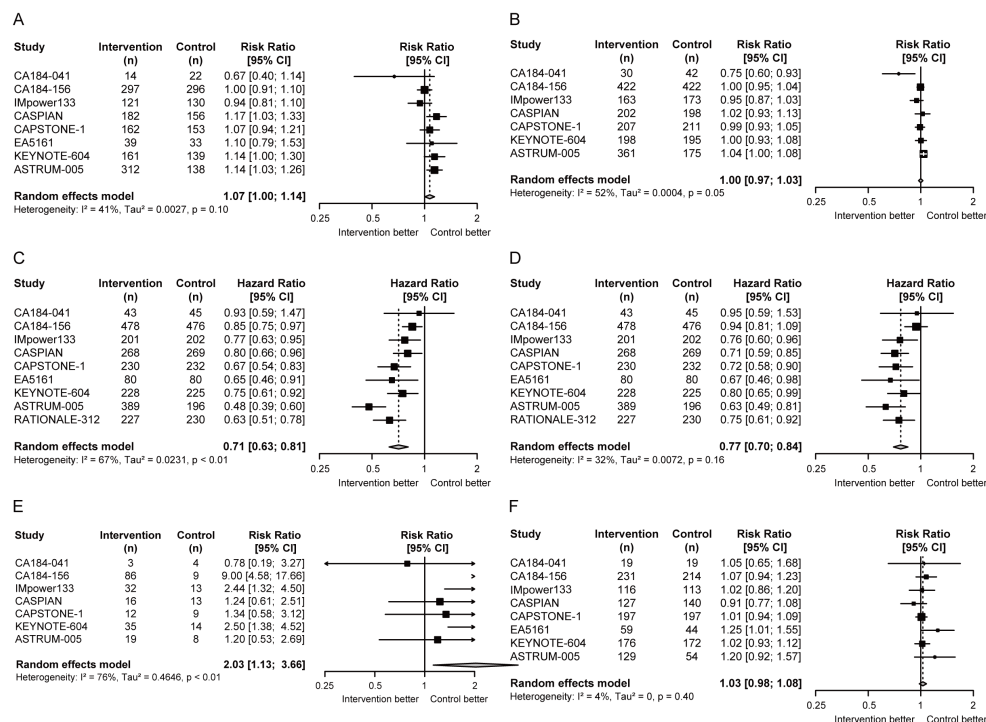 A
Study Intervention Control Risk Ratio Risk Ratio
(n) (n) [95% CI] [95% CI]
CA184-041 14 22 0.67 [0.40; 1.14]
CA184-156 297 296 1.00 [0.91; 1.10]
IMpower133 121 130 0.94 [0.81; 1.10]
CASPIAN 182 156 1.17 [1.03; 1.33]
CAPSTONE-1 162 153 1.07 [0.94; 1.21]
EA5161 39 33 1.10 [0.79; 1.53]
KEYNOTE-604 161 139 1.14 [1.00; 1.30]
ASTRUM-005 312 138 1.14 [1.03; 1.26]
Random effects model 1.07 [1.00; 1.14]
Heterogeneity: I² = 41%, Tau² = 0.0027, p = 0.10
0.25 0.5 1 2
Intervention better Control better
B
Study Intervention Control Risk Ratio Risk Ratio
(n) (n) [95% CI] [95% CI]
CA184-041 30 42 0.75 [0.60; 0.93]
CA184-156 422 422 1.00 [0.95; 1.04]
IMpower133 163 173 0.95 [0.87; 1.03]
CASPIAN 202 198 1.02 [0.93; 1.13]
CAPSTONE-1 207 211 0.99 [0.93; 1.05]
KEYNOTE-604 198 195 1.00 [0.93; 1.08]
ASTRUM-005 361 175 1.04 [1.00; 1.08]
Random effects model 1.00 [0.97; 1.03]
Heterogeneity: I² = 52%, Tau² = 0.0004, p = 0.05
0.25 0.5 1 2
Intervention better Control better
C
Study Intervention Control Hazard Ratio Hazard Ratio
(n) (n) [95% CI] [95% CI]
CA184-041 43 45 0.93 [0.59; 1.47]
CA184-156 478 476 0.85 [0.75; 0.97]
IMpower133 201 202 0.77 [0.63; 0.95]
CASPIAN 268 269 0.80 [0.66; 0.96]
CAPSTONE-1 230 232 0.67 [0.54; 0.83]
EA5161 80 80 0.65 [0.46; 0.91]
KEYNOTE-604 228 225 0.75 [0.61; 0.92]
ASTRUM-005 389 196 0.48 [0.39; 0.60]
RATIONALE-312 227 230 0.63 [0.51; 0.78]
Random effects model 0.71 [0.63; 0.81]
Heterogeneity: I² = 67%, Tau² = 0.0231, p < 0.01
0.25 0.5 1 2
Intervention better Control better
D
Study Intervention Control Hazard Ratio Hazard Ratio
(n) (n) [95% CI] [95% CI]
CA184-041 43 45 0.95 [0.59; 1.53]
CA184-156 478 476 0.94 [0.81; 1.09]
IMpower133 201 202 0.76 [0.60; 0.96]
CASPIAN 268 269 0.71 [0.59; 0.85]
CAPSTONE-1 230 232 0.72 [0.58; 0.90]
EA5161 80 80 0.67 [0.46; 0.98]
KEYNOTE-604 228 225 0.80 [0.65; 0.99]
ASTRUM-005 389 196 0.63 [0.49; 0.81]
RATIONALE-312 227 230 0.75 [0.61; 0.92]
Random effects model 0.77 [0.70; 0.84]
Heterogeneity: I² = 32%, Tau² = 0.0072, p = 0.16
0.25 0.5 1 2
Intervention better Control better
E
Study Intervention Control Risk Ratio Risk Ratio
(n) (n) [95% CI] [95% CI]
CA184-041 3 4 0.78 [0.19; 3.27]
CA184-156 86 9 9.00 [4.58; 17.66]
IMpower133 32 13 2.44 [1.32; 4.50]
CASPIAN 16 13 1.24 [0.61; 2.51]
CAPSTONE-1 12 9 1.34 [0.58; 3.12]
KEYNOTE-604 35 14 2.50 [1.38; 4.52]
ASTRUM-005 19 8 1.20 [0.53; 2.69]
Random effects model 2.03 [1.13; 3.66]
Heterogeneity: I² = 76%, Tau² = 0.4646, p < 0.01
0.25 0.5 1 2
Intervention better Control better
F
Study Intervention Control Risk Ratio Risk Ratio
(n) (n) [95% CI] [95% CI]
CA184-041 19 19 1.05 [0.65; 1.68]
CA184-156 231 214 1.07 [0.94; 1.23]
IMpower133 116 113 1.02 [0.86; 1.20]
CASPIAN 127 140 0.91 [0.77; 1.08]
CAPSTONE-1 197 197 1.01 [0.94; 1.09]
EA5161 59 44 1.25 [1.01; 1.55]
KEYNOTE-604 176 172 1.02 [0.93; 1.12]
ASTRUM-005 129 54 1.20 [0.92; 1.57]
Random effects model 1.03 [0.98; 1.08]
Heterogeneity: I² = 4%, Tau² = 0, p = 0.40
0.25 0.5 1 2
Intervention better Control better